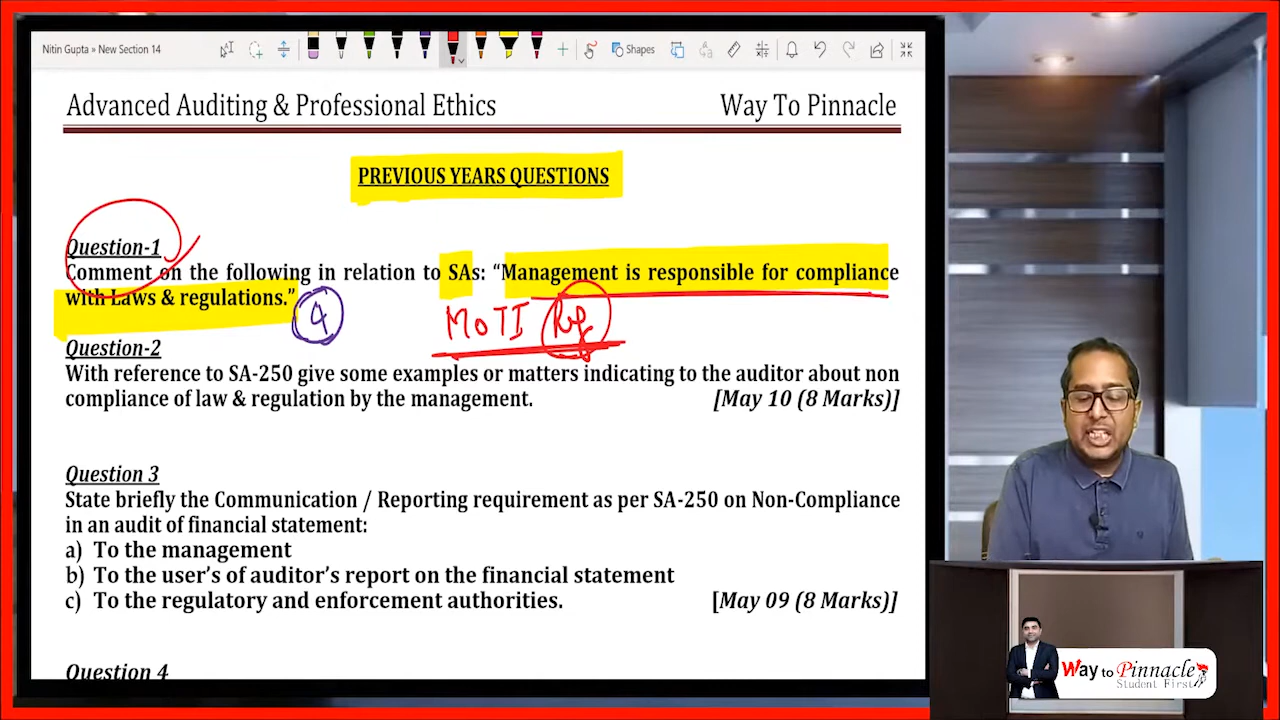 Nitin Gupta » New Section 14
Shapes
Advanced Auditing & Professional Ethics Way To Pinnacle
PREVIOUS YEARS QUESTIONS
Question-1
Comment on the following in relation to SAs: “Management is responsible for compliance
with Laws & regulations.”
4
MoTI
Question-2
With reference to SA-250 give some examples or matters indicating to the auditor about non
compliance of law & regulation by the management. [May 10 (8 Marks)]
Question 3
State briefly the Communication / Reporting requirement as per SA-250 on Non-Compliance
in an audit of financial statement:
a) To the management
b) To the user’s of auditor’s report on the financial statement
c) To the regulatory and enforcement authorities. [May 09 (8 Marks)]
Question 4
Way to Pinnacle
Student First